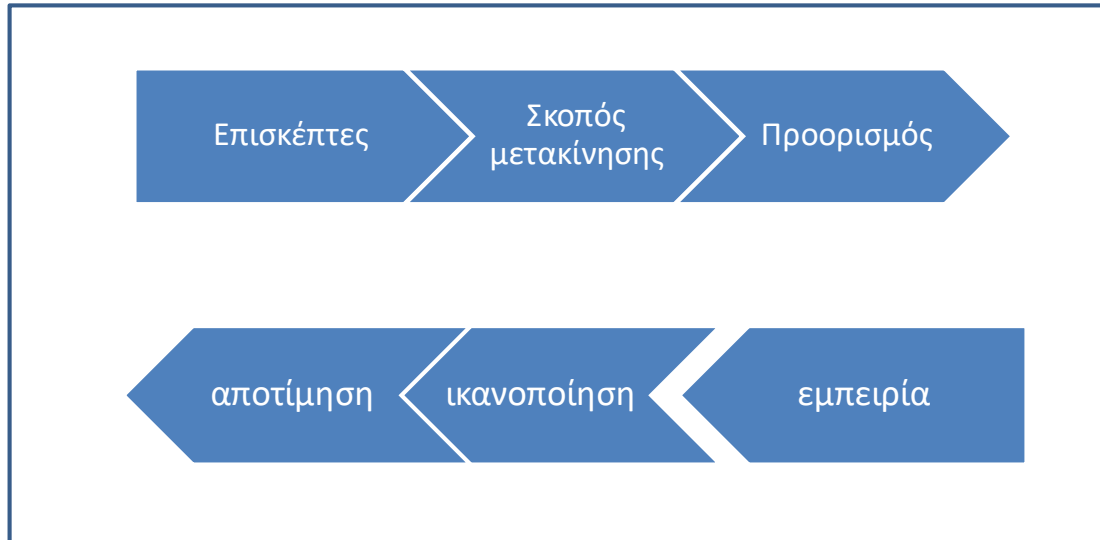 Επισκέπτες
Σκοπός
μετακίνησης
Προορισμός
αποτίμηση
ικανοποίηση
εμπειρία